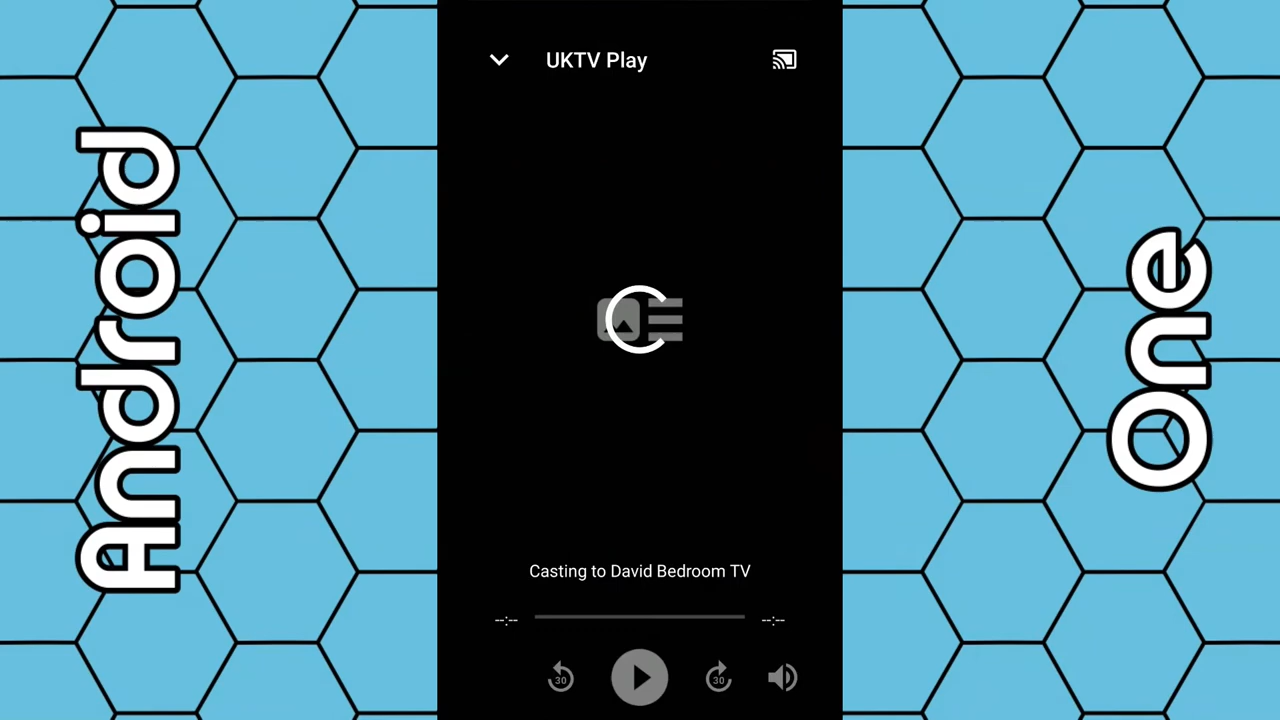 Android
UKTV Play
Casting to David Bedroom TV
--:-- --:--
30 30
One